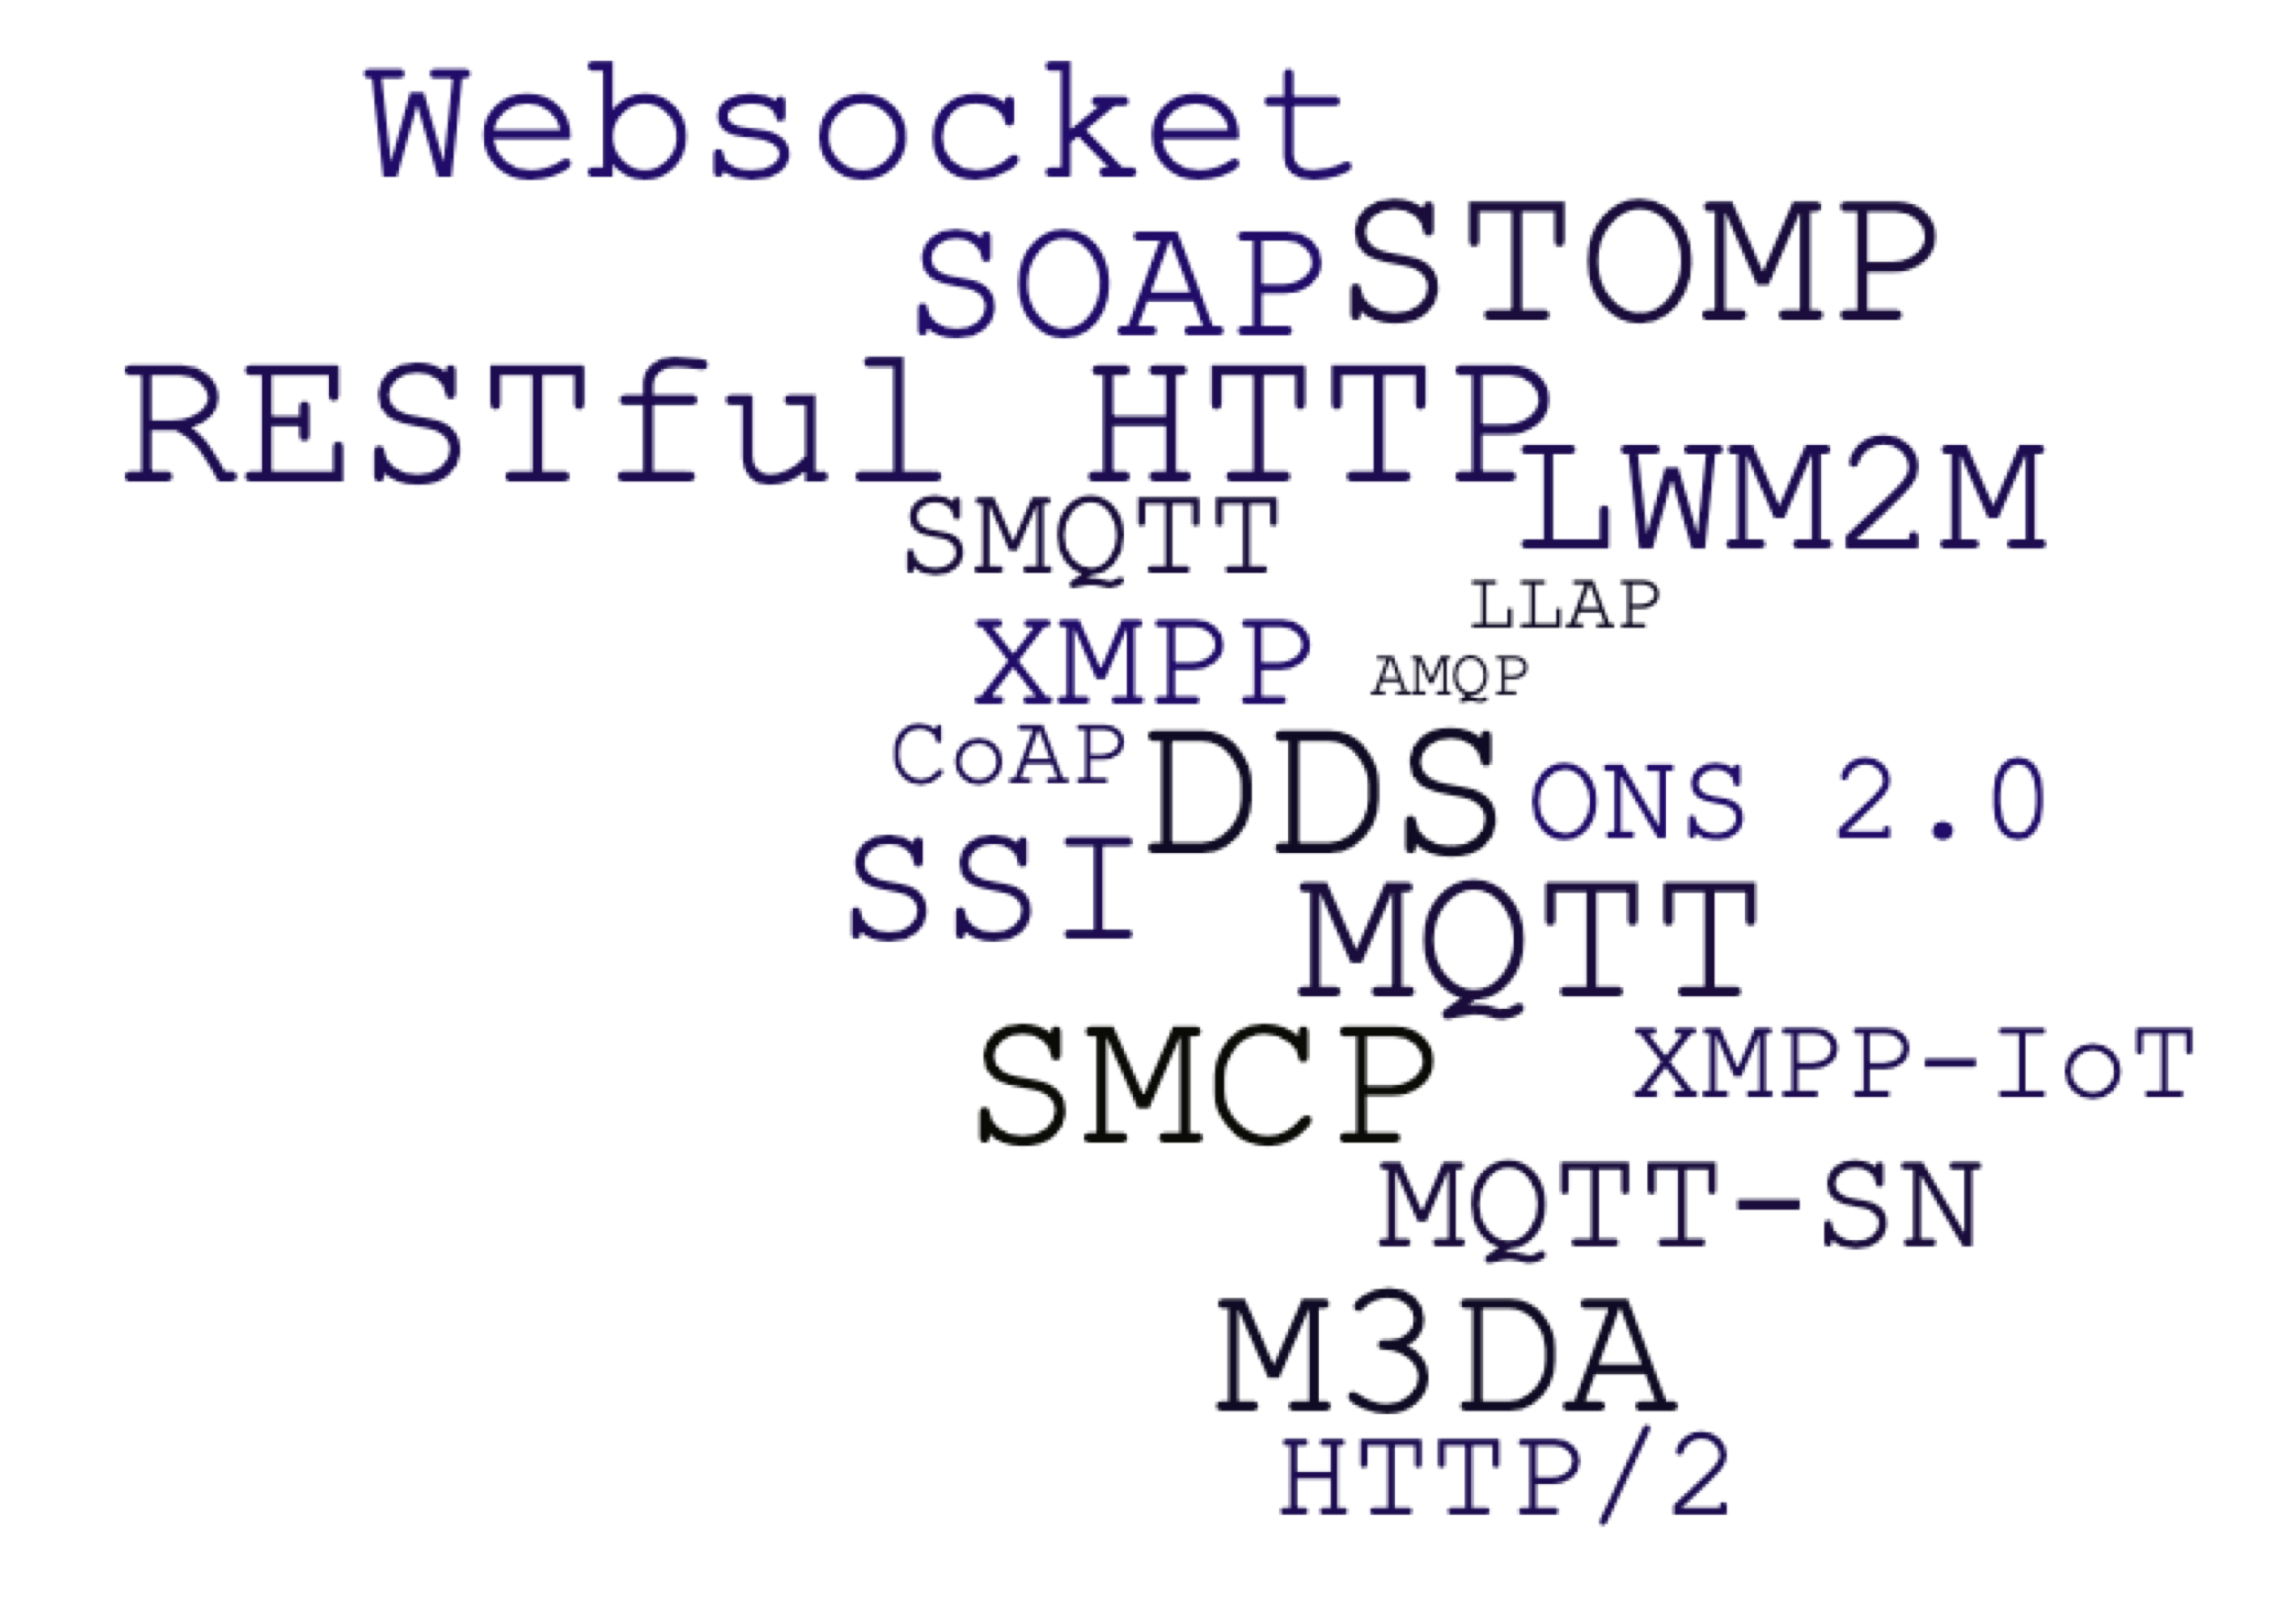 Websocket
SOAP
STOMP
RESTful HTTP
LWM2M
SMQTT
LLAP
XMPP
AMQP
CoAP
DDS
ONS 2.0
SSI
MQTT
SMCP
XMPP-IoT
MQTT-SN
M3DA
HTTP/2